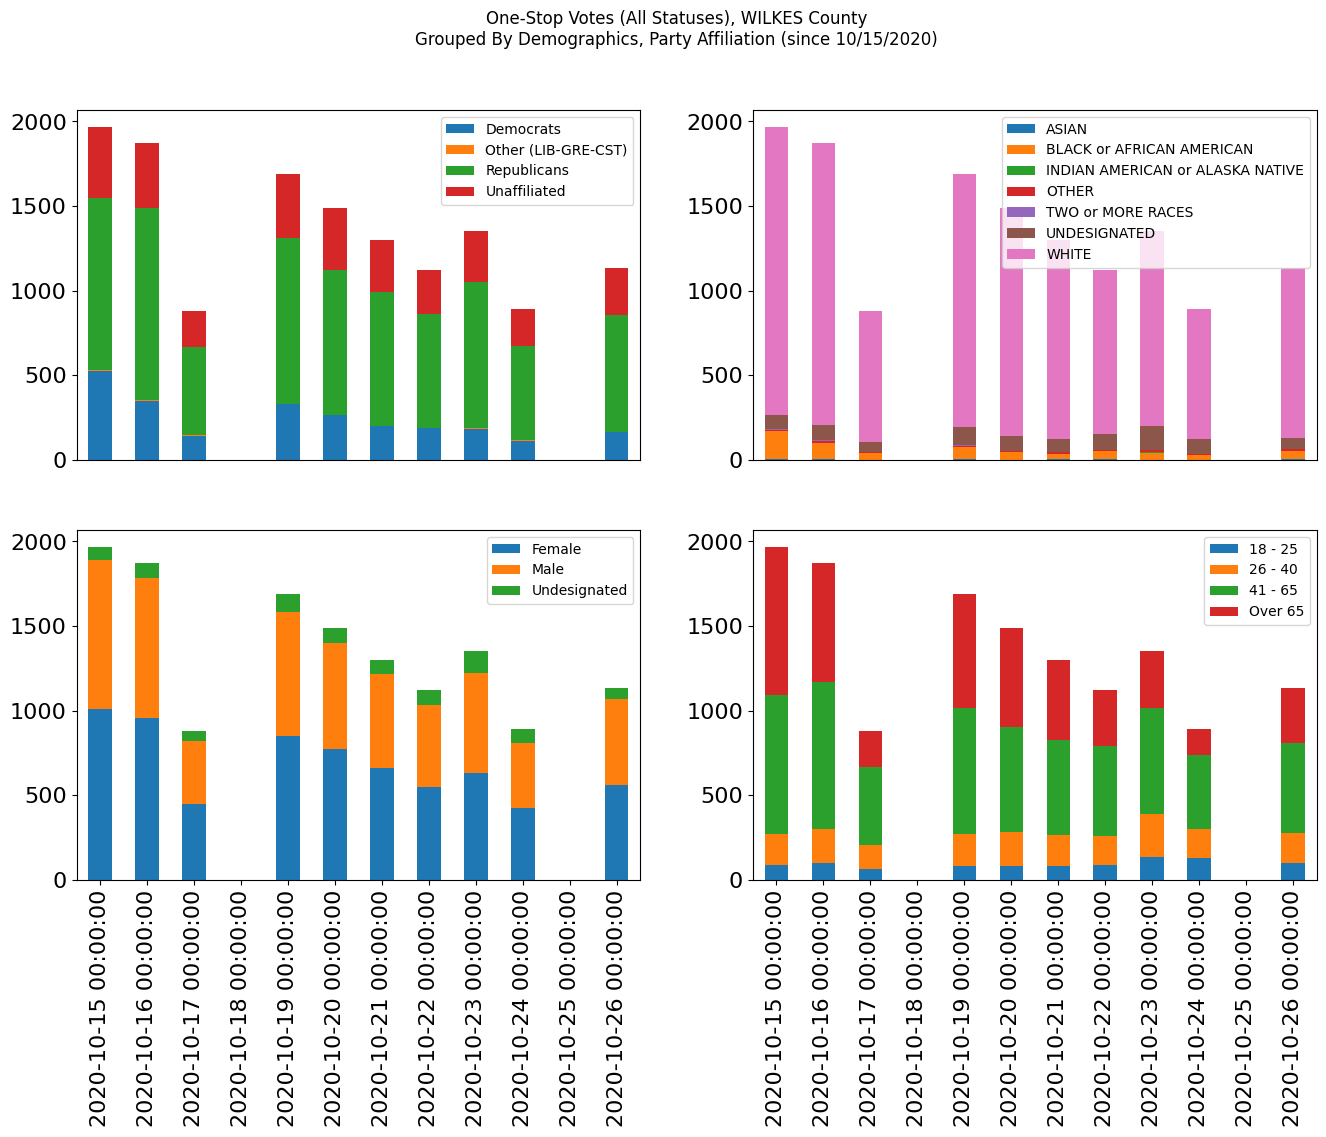 One-Stop Votes (All Statuses), WILKES County
Grouped By Demographics, Party Affiliation (since 10/15/2020)
2000
1500
1000
500
0
Democrats
Other (LIB-GRE-CST)
Republicans
Unaffiliated
2000
1500
1000
500
0
ASIAN
BLACK or AFRICAN AMERICAN
INDIAN AMERICAN or ALASKA NATIVE
OTHER
TWO or MORE RACES
UNDESIGNATED
WHITE
2000
1500
1000
500
0
Female
Male
Undesignated
2020-10-15 00:00:00
2020-10-16 00:00:00
2020-10-17 00:00:00
2020-10-18 00:00:00
2020-10-19 00:00:00
2020-10-20 00:00:00
2020-10-21 00:00:00
2020-10-22 00:00:00
2020-10-23 00:00:00
2020-10-24 00:00:00
2020-10-25 00:00:00
2020-10-26 00:00:00
2000
1500
1000
500
0
18 - 25
26 - 40
41 - 65
Over 65
2020-10-15 00:00:00
2020-10-16 00:00:00
2020-10-17 00:00:00
2020-10-18 00:00:00
2020-10-19 00:00:00
2020-10-20 00:00:00
2020-10-21 00:00:00
2020-10-22 00:00:00
2020-10-23 00:00:00
2020-10-24 00:00:00
2020-10-25 00:00:00
2020-10-26 00:00:00